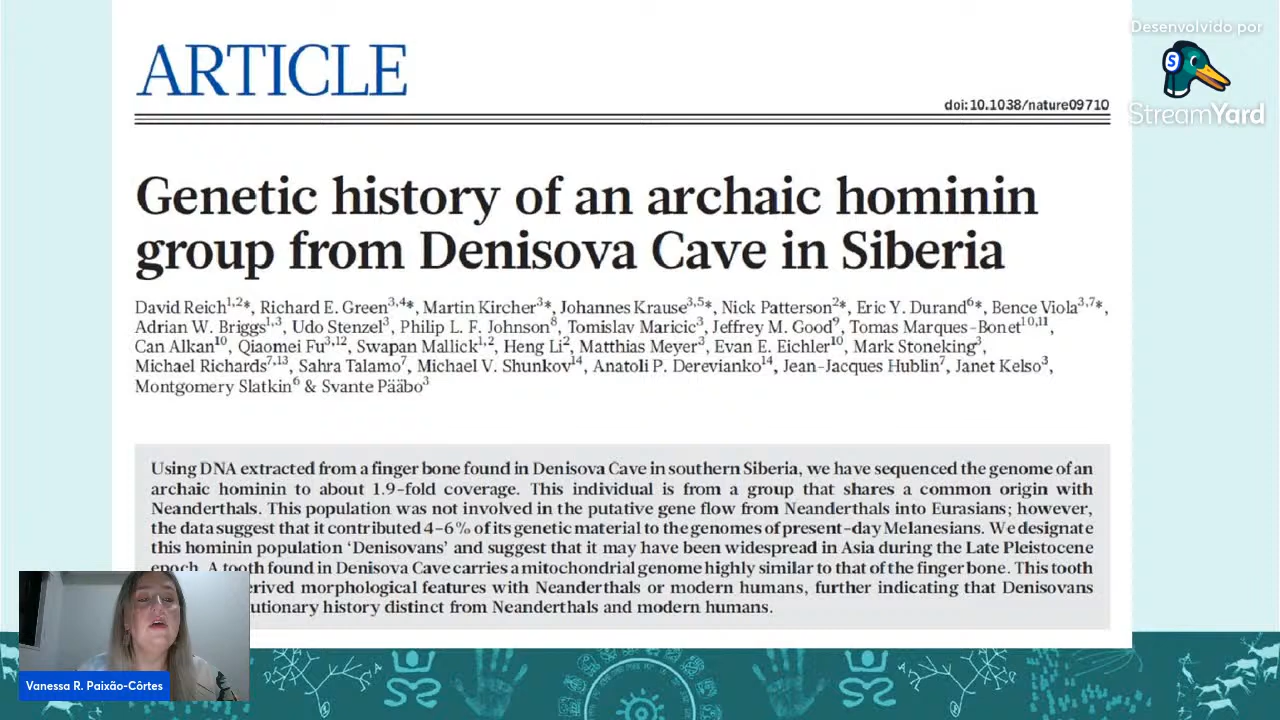 Desenvolvido por
StreamYard
ARTICLE
doi:10.1038/nature09710
Genetic history of an archaic hominin
group from Denisova Cave in Siberia
David Reich1,2*, Richard E. Green3,4*, Martin Kircher3*, Johannes Krause3,5*, Nick Patterson2*, Eric Y. Durand6*, Bence Viola3,7*,
Adrian W. Briggs1,3, Udo Stenzel3, Philip L. F. Johnson8, Tomislav Maricic3, Jeffrey M. Good9, Tomas Marques-Bonet10,11,
Can Alkan10, Qiaomei Fu3,12, Swapan Mallick1,2, Heng Li2, Matthias Meyer3, Evan E. Eichler10, Mark Stoneking3,
Michael Richards7,13, Sahra Talamo7, Michael V. Shunkov14, Anatoli P. Derevianko14, Jean-Jacques Hublin7, Janet Kelso3,
Montgomery Slatkin6 & Svante Pääbo3
Using DNA extracted from a finger bone found in Denisova Cave in southern Siberia, we have sequenced the genome of an
archaic hominin to about 1.9-fold coverage. This individual is from a group that shares a common origin with
Neanderthals. This population was not involved in the putative gene flow from Neanderthals into Eurasians; however,
the data suggest that it contributed 4–6% of its genetic material to the genomes of present-day Melanesians. We designate
this hominin population ‘Denisovans’ and suggest that it may have been widespread in Asia during the Late Pleistocene
epoch. A tooth found in Denisova Cave carries a mitochondrial genome highly similar to that of the finger bone. This tooth
morphological features with Neanderthals or modern humans, further indicating that Denisovans
history distinct from Neanderthals and modern humans.
Vanessa R. Paixão-Côrtes